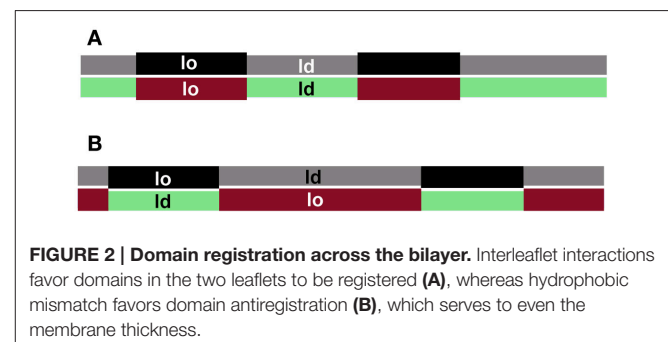 A
lo
ld
lo
ld
B
lo
ld
ld
lo
FIGURE 2 | Domain registration across the bilayer. Interleaflet interactions
favor domains in the two leaflets to be registered (A), whereas hydrophobic
mismatch favors domain antiregistration (B), which serves to even the
membrane thickness.